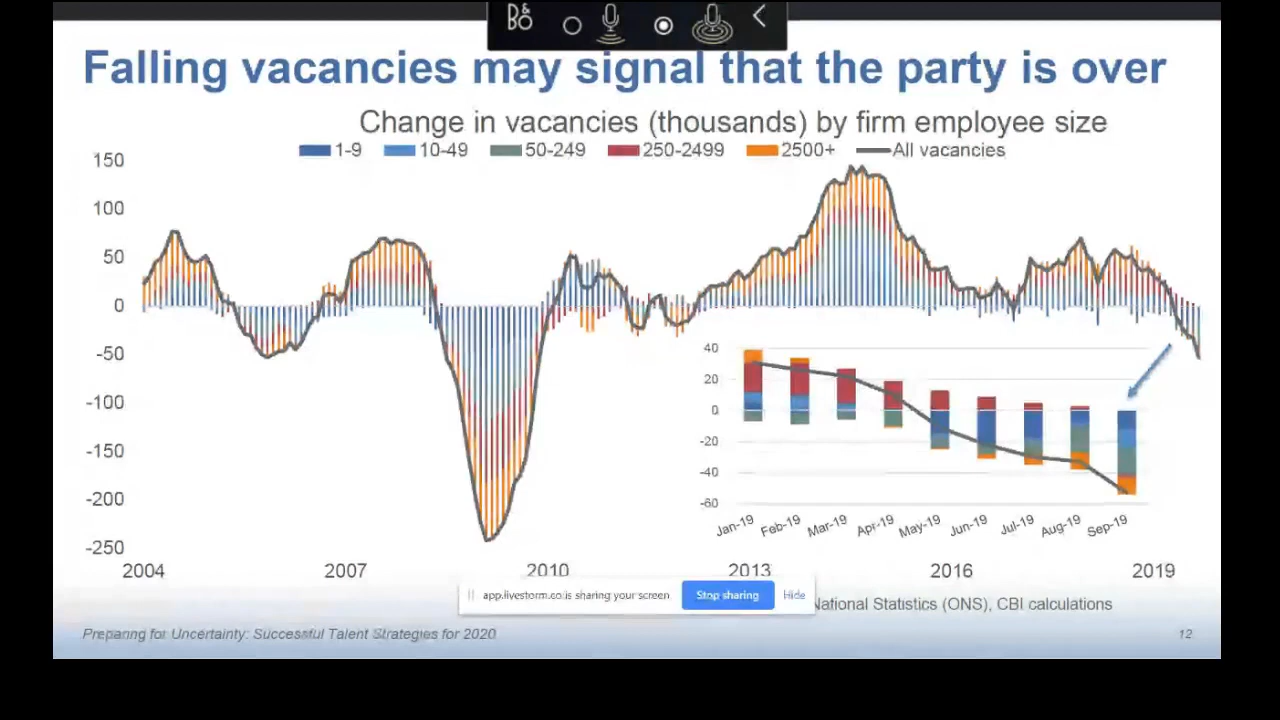 B&O
Falling vacancies may signal that the party is over
Change in vacancies (thousands) by firm employee size
1-9 10-49 50-249 250-2499 2500+ All vacancies
150
100
50
0
-50
-100
-150
-200
-250
2004 2007 2010 2013 2016 2019
40
20
0
-20
-40
-60
Jan-19 Feb-19 Mar-19 Apr-19 May-19 Jun-19 Jul-19 Aug-19 Sep-19
app.livestorm.co is sharing your screen Stop sharing Hide
National Statistics (ONS), CBI calculations
Preparing for Uncertainty: Successful Talent Strategies for 2020 12